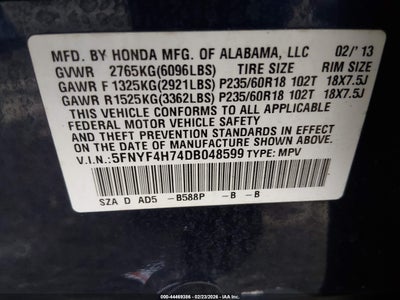 MFD. BY HONDA MFG. OF ALABAMA, LLC 02/'13
GVWR 2765KG(6096LBS) TIRE SIZE RIM SIZE
GAWR F 1325KG(2921LBS) P235/60R18 102T 18X7.5J
GAWR R1525KG(3362LBS) P235/60R18 102T 18X7.5J
THIS VEHICLE CONFORMS TO ALL APPLICABLE
FEDERAL MOTOR VEHICLE SAFETY, BUMPER
AND THEFT PREVENTION STANDARDS IN EFFECT
ON THE DATE OF MANUFACTURE SHOWN ABOVE.
V.I.N.:5FNYF4H74DB048599 TYPE: MPV
SZA D AD5 -B588P -B -B
000-44469386 - 02/23/2026 - IAA Inc.